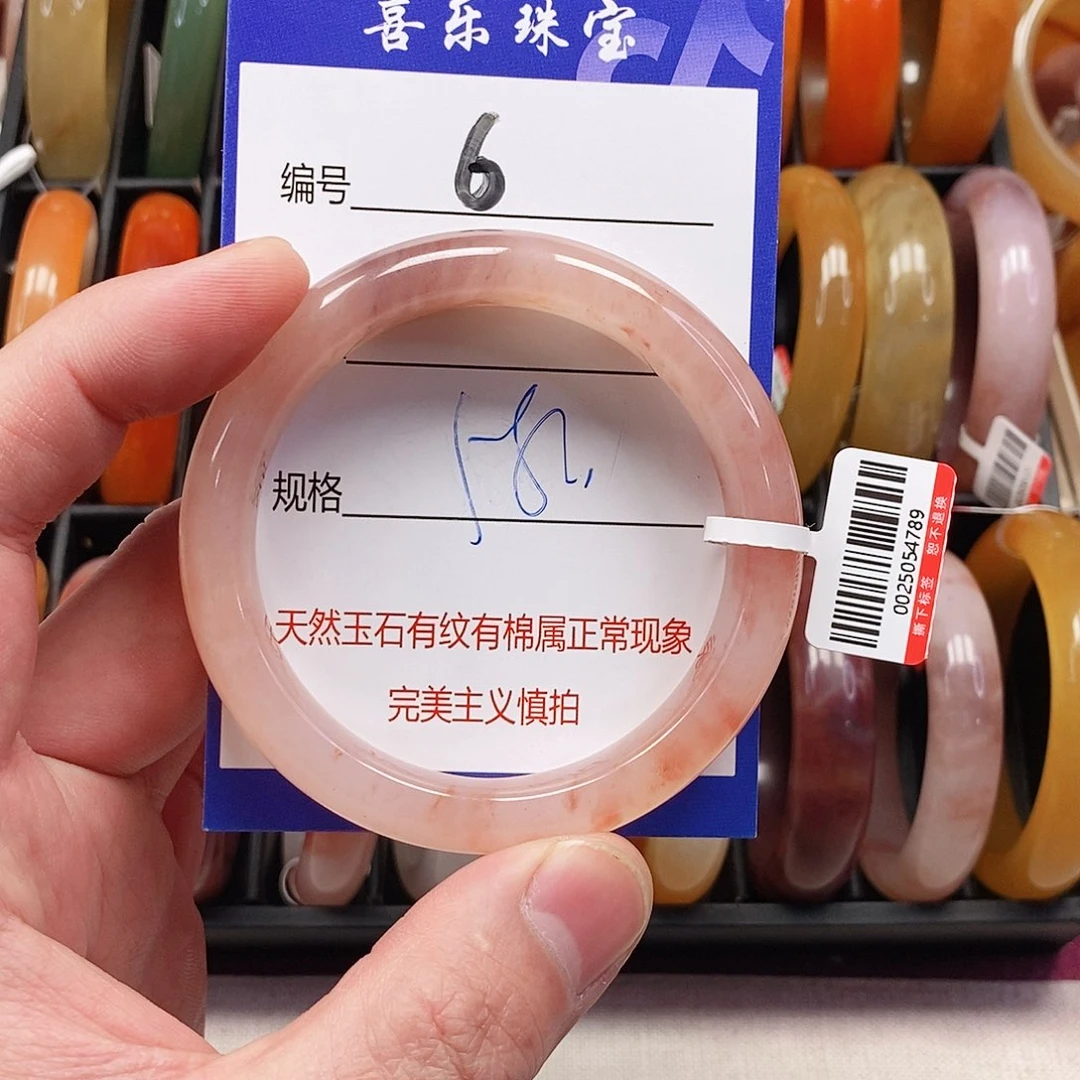 喜乐珠宝
编号 6
规格
天然玉石有纹有棉属正常现象
完美主义慎拍
0025054789
撕下标签 恕不退换